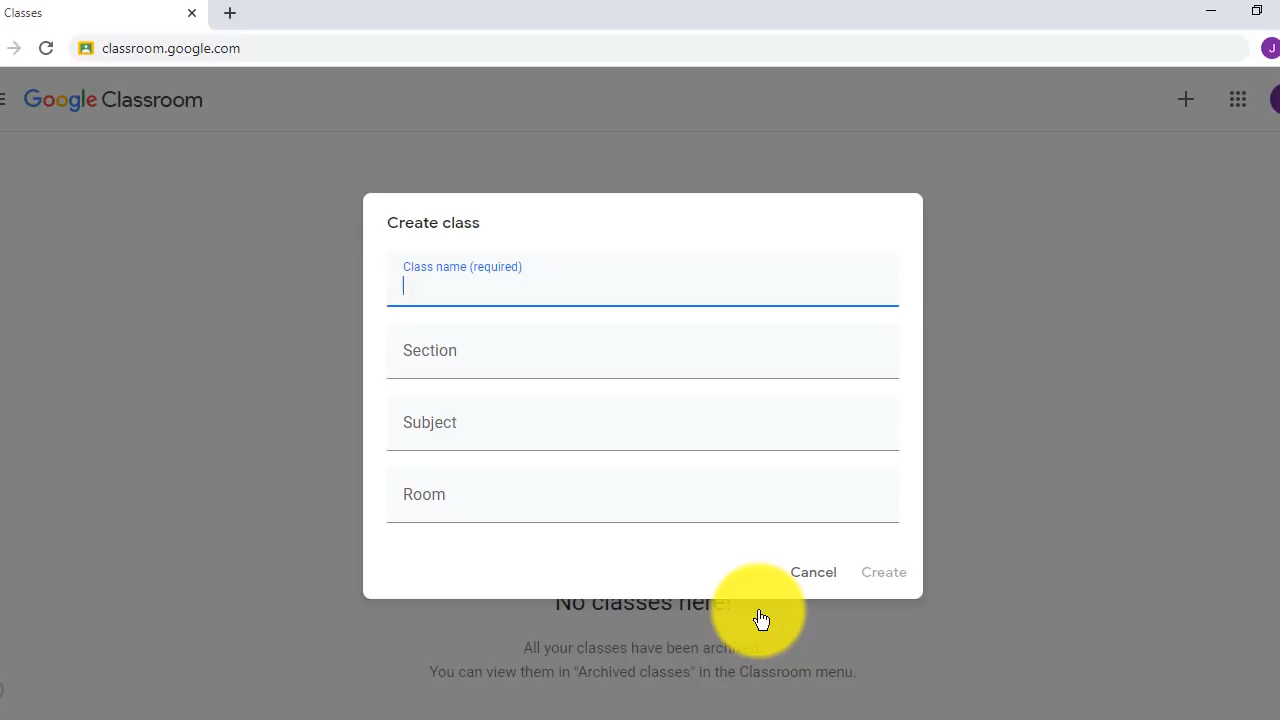 Classes
classroom.google.com
J
Google Classroom
Create class
Class name (required)
Section
Subject
Room
Cancel
Create
No classes here!
All your classes have been archived.
You can view them in "Archived classes" in the Classroom menu.